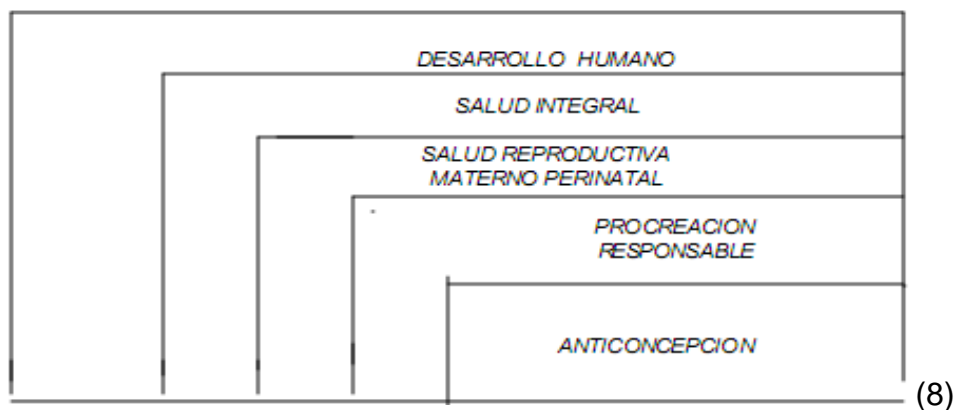 DESARROLLO HUMANO
SALUD INTEGRAL
SALUD REPRODUCTIVA
MATERNO PERINATAL
PROCREACION
RESPONSABLE
ANTICONCEPCION
(8)